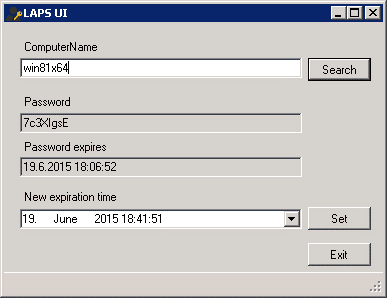 LAPS UI
ComputerName
win81x64
Search
Password
7c3XlgsE
Password expires
19.6.2015 18:06:52
New expiration time
19. June 2015 18:41:51
Set
Exit